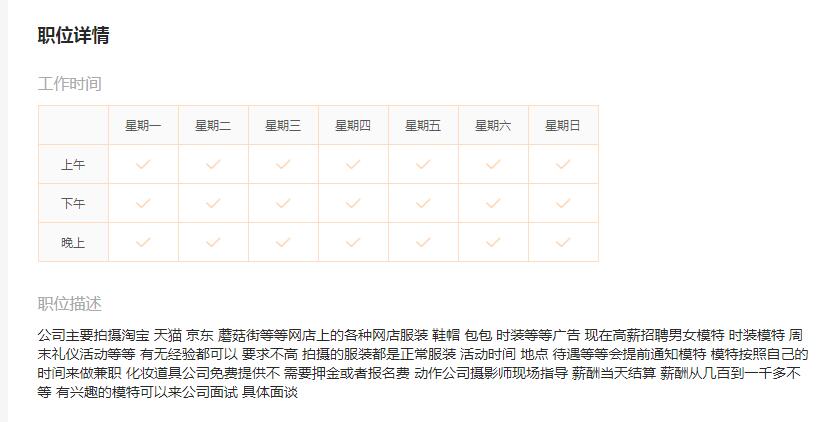 职位详情
工作时间
星期一 星期二 星期三 星期四 星期五 星期六 星期日
上午
下午
晚上
职位描述
公司主要拍摄淘宝 天猫 京东 蘑菇街等等网店上的各种网店服装 鞋帽 包包 时装等等广告 现在高薪招聘男女模特 时装模特 周
末礼仪活动等等 有无经验都可以 要求不高 拍摄的服装都是正常服装 活动时间 地点 待遇等等会提前通知模特 模特按照自己的
时间来做兼职 化妆道具公司免费提供不 需要押金或者报名费 动作公司摄影师现场指导 薪酬当天结算 薪酬从几百到一千多不
等 有兴趣的模特可以来公司面试 具体面谈